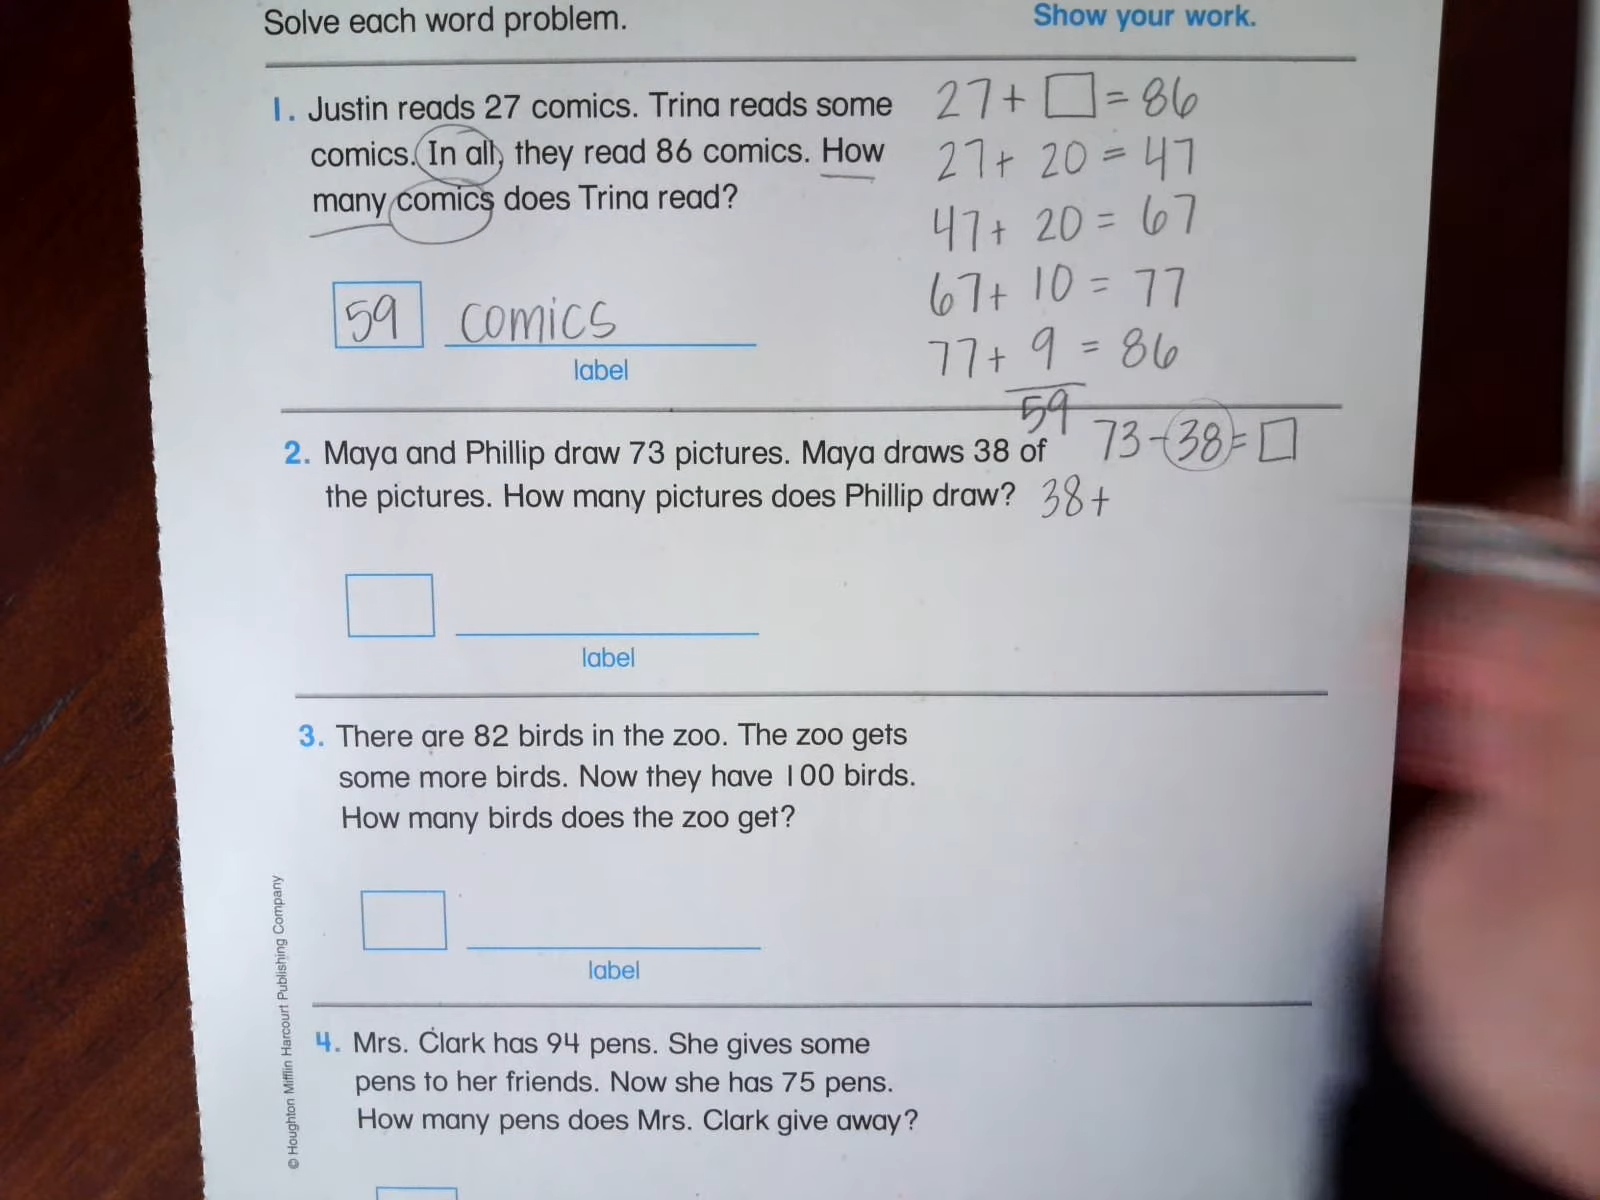 Solve each word problem.
Show your work.
1. Justin reads 27 comics. Trina reads some
comics. In all, they read 86 comics. How
many comics does Trina read?
27 + □ = 86
27 + 20 = 47
47 + 20 = 67
67 + 10 = 77
77 + 9 = 86
59
59 comics
label
2. Maya and Phillip draw 73 pictures. Maya draws 38 of
the pictures. How many pictures does Phillip draw?
73 - 38 = □
38 +
label
3. There are 82 birds in the zoo. The zoo gets
some more birds. Now they have 100 birds.
How many birds does the zoo get?
label
4. Mrs. Clark has 94 pens. She gives some
pens to her friends. Now she has 75 pens.
How many pens does Mrs. Clark give away?
© Houghton Mifflin Harcourt Publishing Company